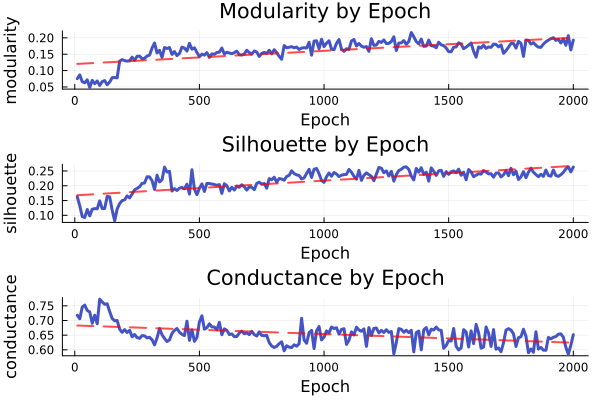 Modularity by Epoch
modularity
0.20
0.15
0.10
0.05
0 500 1000 1500 2000
Epoch
Silhouette by Epoch
silhouette
0.25
0.20
0.15
0.10
0 500 1000 1500 2000
Epoch
Conductance by Epoch
conductance
0.75
0.70
0.65
0.60
0 500 1000 1500 2000
Epoch